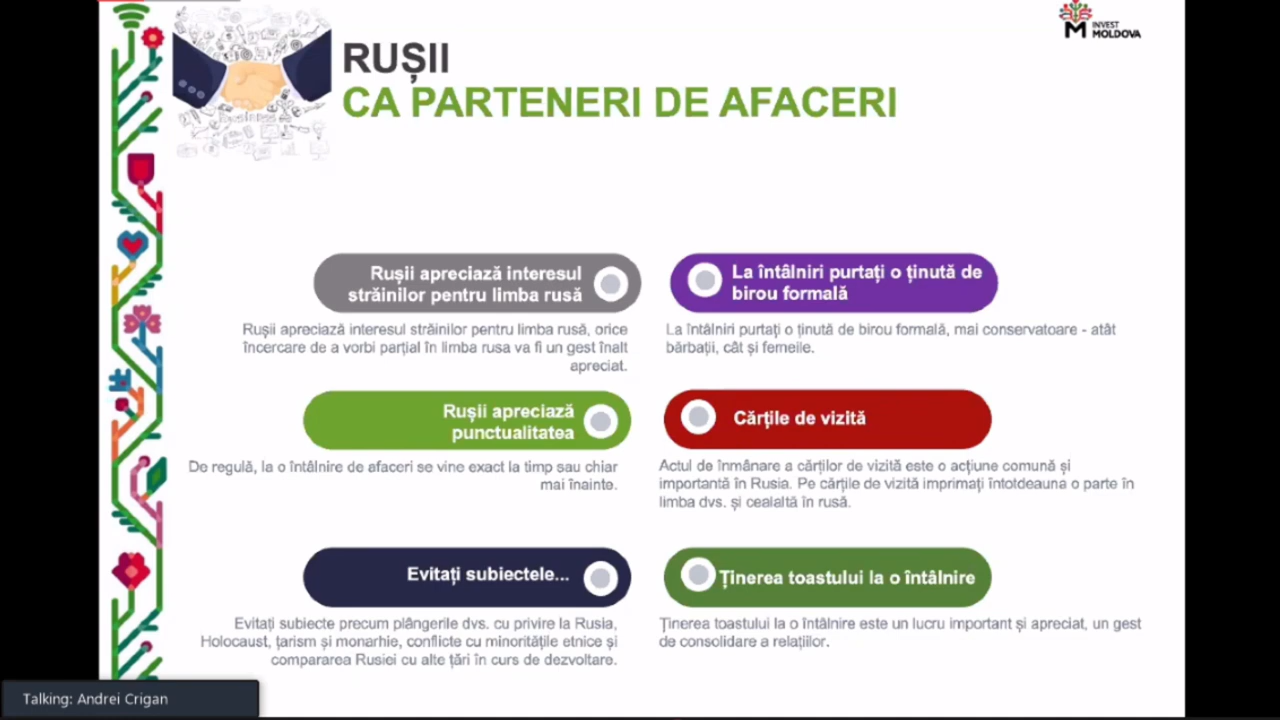 INVEST
MOLDOVA
RUȘII
CA PARTENERI DE AFACERI
Rușii apreciază interesul
străinilor pentru limba rusă
Rușii apreciază interesul străinilor pentru limba rusă, orice
încercare de a vorbi parțial în limba rusa va fi un gest înalt
apreciat.
La întâlniri purtați o ținută de
birou formală
La întâlniri purtați o ținută de birou formală, mai conservatoare - atât
bărbații, cât și femeile.
Rușii apreciază
punctualitatea
De regulă, la o întâlnire de afaceri se vine exact la timp sau chiar
mai înainte.
Cărțile de vizită
Actul de înmânare a cărților de vizită este o acțiune comună și
importantă în Rusia. Pe cărțile de vizită imprimați întotdeauna o parte în
limba dvs. și cealaltă în rusă.
Evitați subiectele...
Evitați subiecte precum plângerile dvs. cu privire la Rusia,
Holocaust, țarism și monarhie, conflicte cu minoritățile etnice și
compararea Rusiei cu alte țări în curs de dezvoltare.
Ținerea toastului la o întâlnire
Ținerea toastului la o întâlnire este un lucru important și apreciat, un gest
de consolidare a relațiilor.
Talking: Andrei Crigan